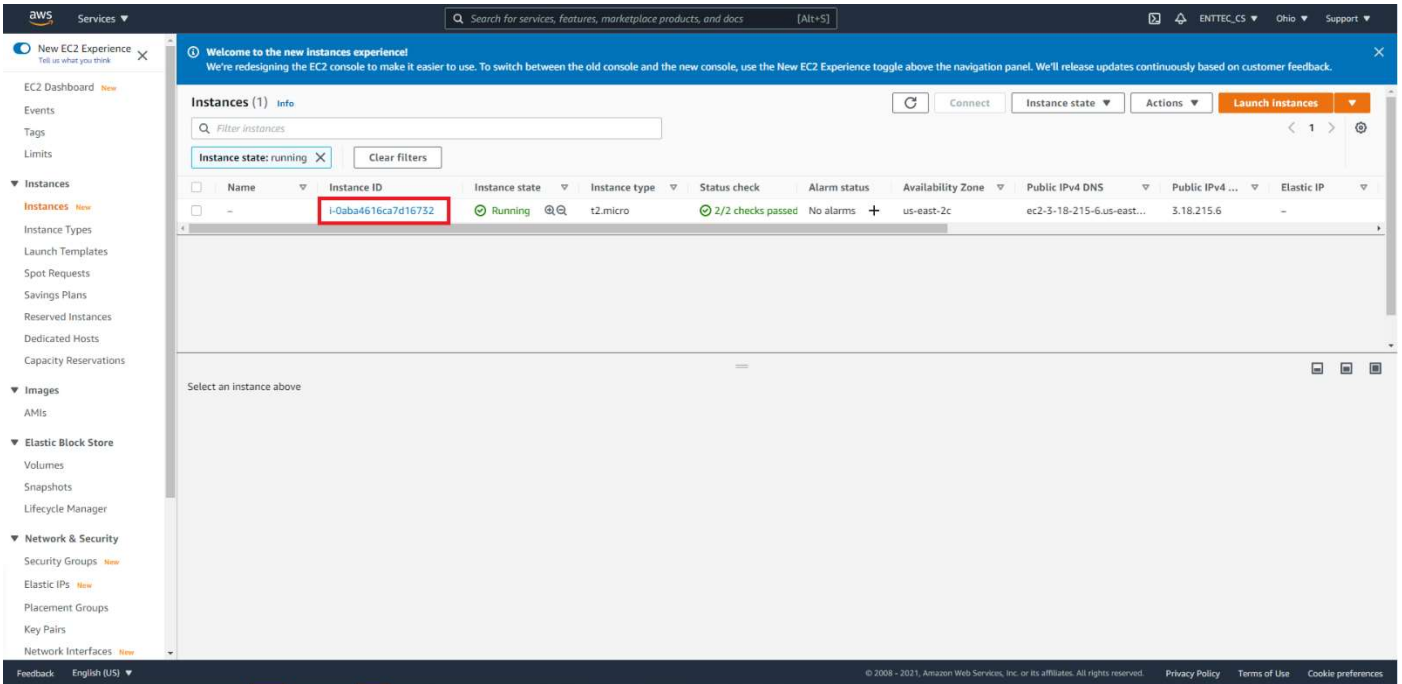 aws Services ▼ Search for services, features, marketplace products, and docs [Alt+S] ENTTEC_CS ▼ Ohio ▼ Support ▼
New EC2 Experience
Tell us what you think
EC2 Dashboard New
Events
Tags
Limits
Instances
Instances New
Instance Types
Launch Templates
Spot Requests
Savings Plans
Reserved Instances
Dedicated Hosts
Capacity Reservations
Images
AMIs
Elastic Block Store
Volumes
Snapshots
Lifecycle Manager
Network & Security
Security Groups New
Elastic IPs New
Placement Groups
Key Pairs
Network Interfaces New
Welcome to the new instances experience!
We're redesigning the EC2 console to make it easier to use. To switch between the old console and the new console, use the New EC2 Experience toggle above the navigation panel. We'll release updates continuously based on customer feedback.
Instances (1) Info Connect Instance state ▼ Actions ▼ Launch instances ▼
Filter instances < 1 >
Instance state: running X Clear filters
Name Instance ID Instance state Instance type Status check Alarm status Availability Zone Public IPv4 DNS Public IPv4 ... Elastic IP
– i-0aba4616ca7d16732 Running t2.micro 2/2 checks passed No alarms + us-east-2c ec2-3-18-215-6.us-east... 3.18.215.6 –
Select an instance above
Feedback English (US) ▼ © 2008 - 2021, Amazon Web Services, Inc. or its affiliates. All rights reserved. Privacy Policy Terms of Use Cookie preferences